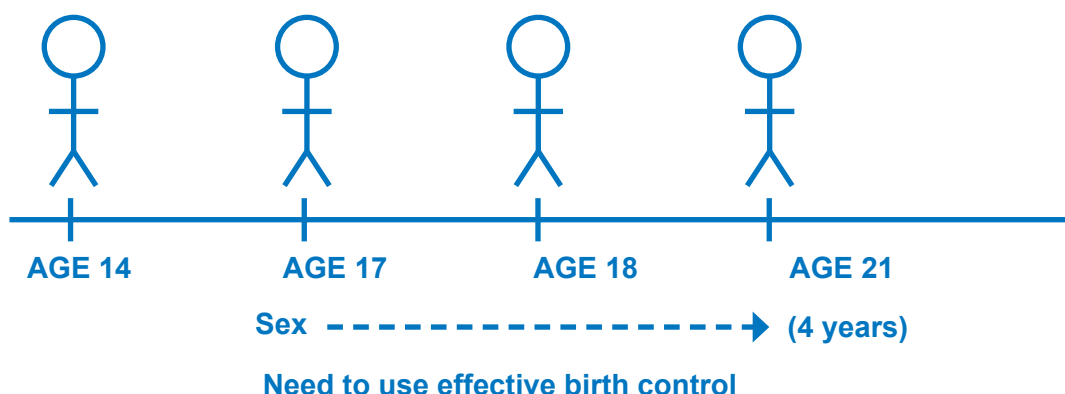 AGE 14 AGE 17 AGE 18 AGE 21
Sex (4 years)
Need to use effective birth control